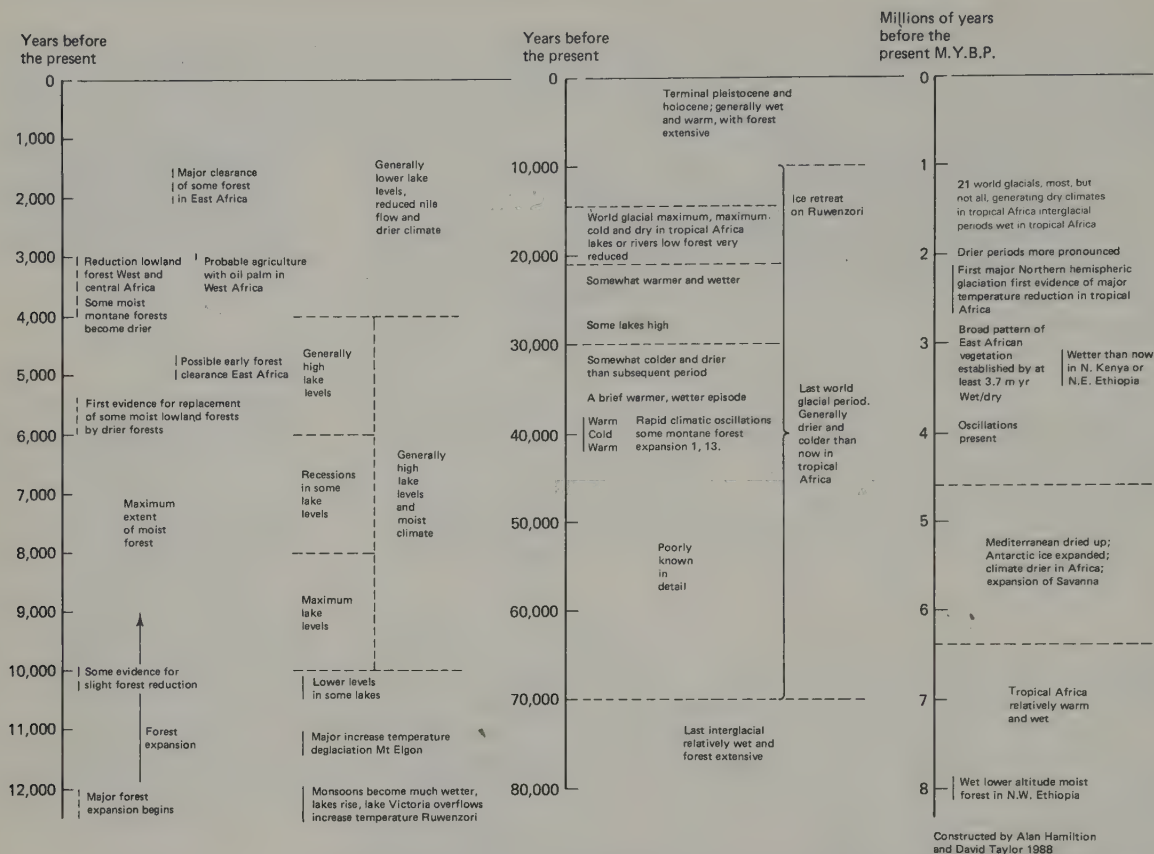 Years before
the present
0
1,000
2,000
3,000
4,000
5,000
6,000
7,000
8,000
9,000
10,000
11,000
12,000
Major clearance
of some forest
in East Africa
Generally
lower lake
levels,
reduced nile
flow and
drier climate
Reduction lowland
forest West and
central Africa
Some moist
montane forests
become drier
Probable agriculture
with oil palm in
West Africa
Possible early forest
clearance East Africa
Generally
high
lake
levels
First evidence for replacement
of some moist lowland forests
by drier forests
Recessions
in some
lake
levels
Generally
high
lake
levels
and
moist
climate
Maximum
extent
of moist
forest
Maximum
lake
levels
Some evidence for
slight forest reduction
Lower levels
in some lakes
Forest
expansion
Major increase temperature
deglaciation Mt Elgon
Major forest
expansion begins
Monsoons become much wetter,
lakes rise, lake Victoria overflows
increase temperature Ruwenzori
Years before
the present
0
10,000
20,000
30,000
40,000
50,000
60,000
70,000
80,000
Terminal pleistocene and
holocene; generally wet
and warm, with forest
extensive
Ice retreat
on Ruwenzori
World glacial maximum, maximum
cold and dry in tropical Africa
lakes or rivers low forest very
reduced
Somewhat warmer and wetter
Some lakes high
Somewhat colder and drier
than subsequent period
A brief warmer, wetter episode
Warm
Cold
Warm
Rapid climatic oscillations
some montane forest
expansion 1, 13.
Last world
glacial period.
Generally
drier and
colder than
now in
tropical
Africa
Poorly
known
in
detail
Last interglacial
relatively wet and
forest extensive
Millions of years
before the
present M.Y.B.P.
0
1
2
3
4
5
6
7
8
21 world glacials, most, but
not all, generating dry climates
in tropical Africa interglacial
periods wet in tropical Africa
Drier periods more pronounced
First major Northern hemispheric
glaciation first evidence of major
temperature reduction in tropical
Africa
Broad pattern of
East African
vegetation
established by at
least 3.7 m yr
Wet/dry
Wetter than now
in N. Kenya or
N.E. Ethiopia
Oscillations
present
Mediterranean dried up;
Antarctic ice expanded;
climate drier in Africa;
expansion of Savanna
Tropical Africa
relatively warm
and wet
Wet lower altitude moist
forest in N.W. Ethiopia
Constructed by Alan Hamiltion
and David Taylor 1988